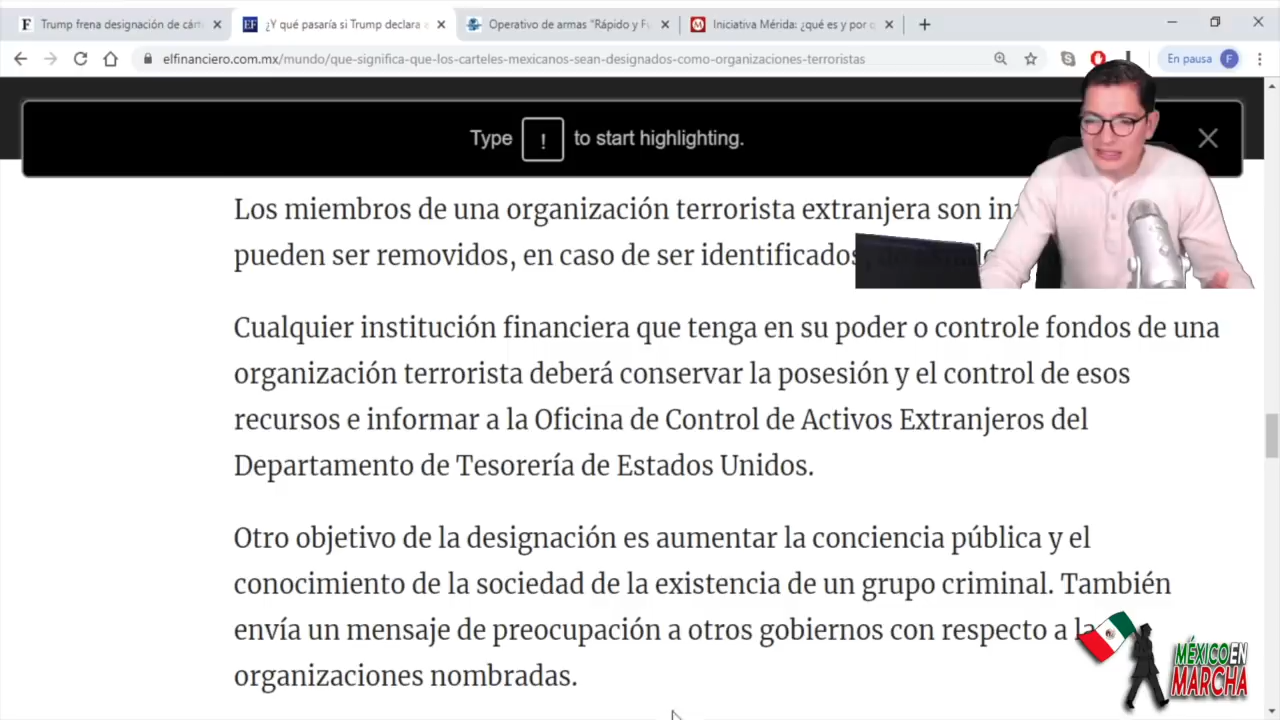 Trump frena designación de cárt
¿Y qué pasaría si Trump declara a
Operativo de armas "Rápido y Fu
Iniciativa Mérida: ¿qué es y por q
elfinanciero.com.mx/mundo/que-significa-que-los-carteles-mexicanos-sean-designados-como-organizaciones-terroristas
En pausa F
Type ! to start highlighting.
Los miembros de una organización terrorista extranjera son
pueden ser removidos, en caso de ser identificados,
Cualquier institución financiera que tenga en su poder o controle fondos de una
organización terrorista deberá conservar la posesión y el control de esos
recursos e informar a la Oficina de Control de Activos Extranjeros del
Departamento de Tesorería de Estados Unidos.
Otro objetivo de la designación es aumentar la conciencia pública y el
conocimiento de la sociedad de la existencia de un grupo criminal. También
envía un mensaje de preocupación a otros gobiernos con respecto a
organizaciones nombradas.
MÉXICO EN
MARCHA